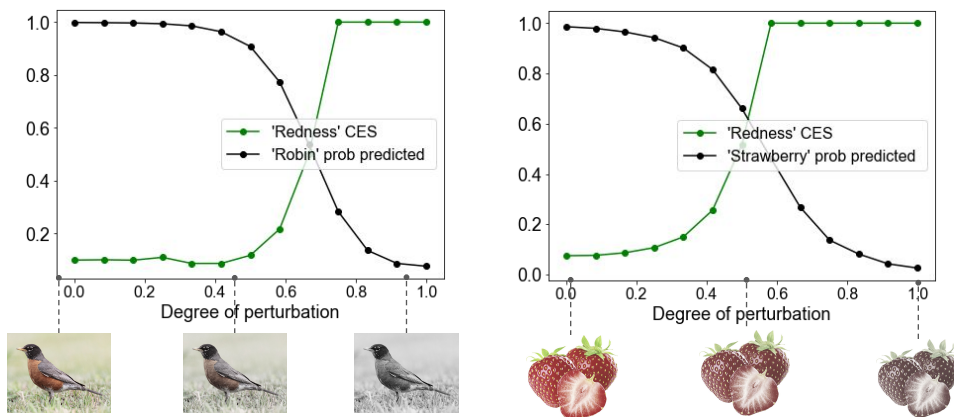 1.0
0.8
0.6
0.4
0.2
'Redness' CES
'Robin' prob predicted
0.0 0.2 0.4 0.6 0.8 1.0
Degree of perturbation
1.0
0.8
0.6
0.4
0.2
0.0
'Redness' CES
'Strawberry' prob predicted
0.0 0.2 0.4 0.6 0.8 1.0
Degree of perturbation